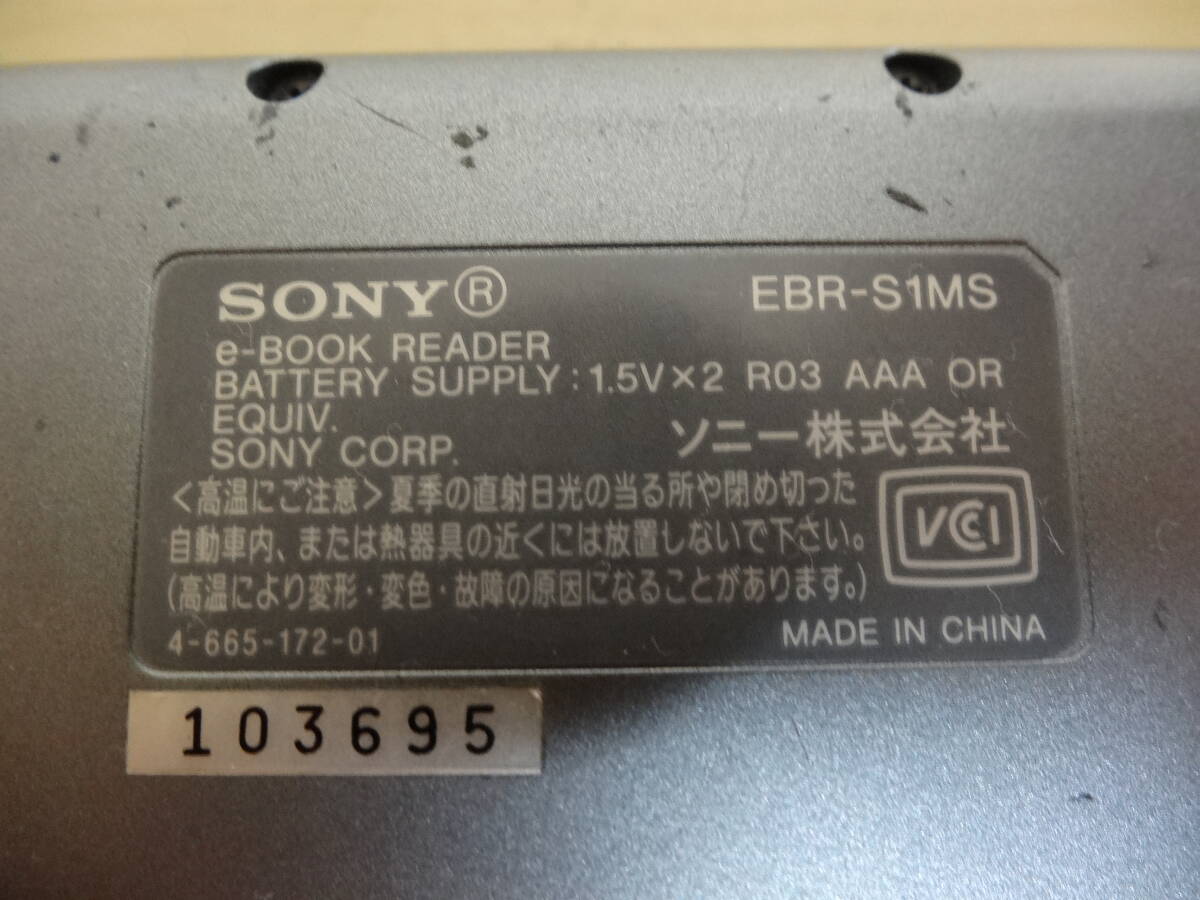 SONY® EBR-S1MS
e-BOOK READER
BATTERY SUPPLY : 1.5V×2 R03 AAA OR
EQUIV.
SONY CORP. ソニー株式会社
<高温にご注意>夏季の直射日光の当る所や閉め切った
自動車内、または熱器具の近くには放置しないで下さい。
(高温により変形・変色・故障の原因になることがあります。)
VCCI
4-665-172-01 MADE IN CHINA
103695